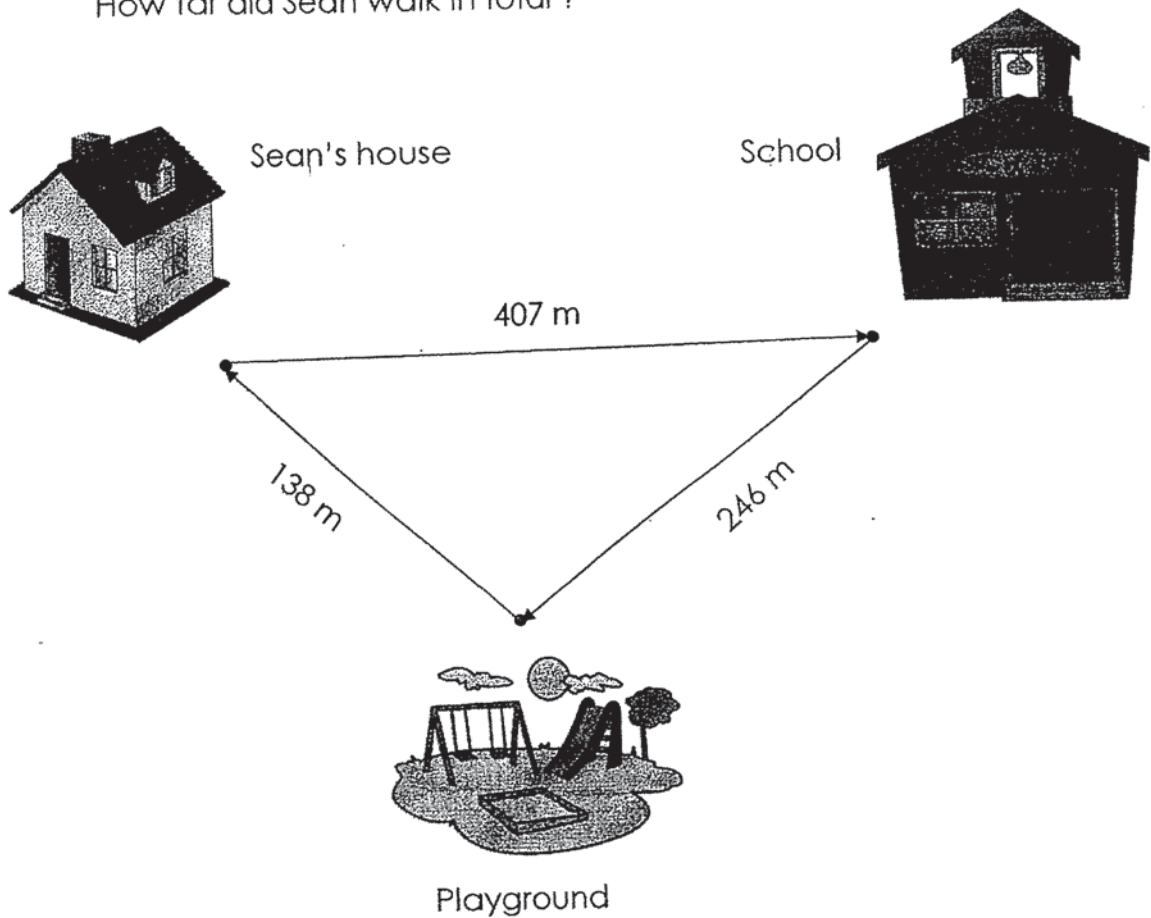 How far did Sean walk in total ?
Sean's house
School
407 m
138 m
246 m
Playground